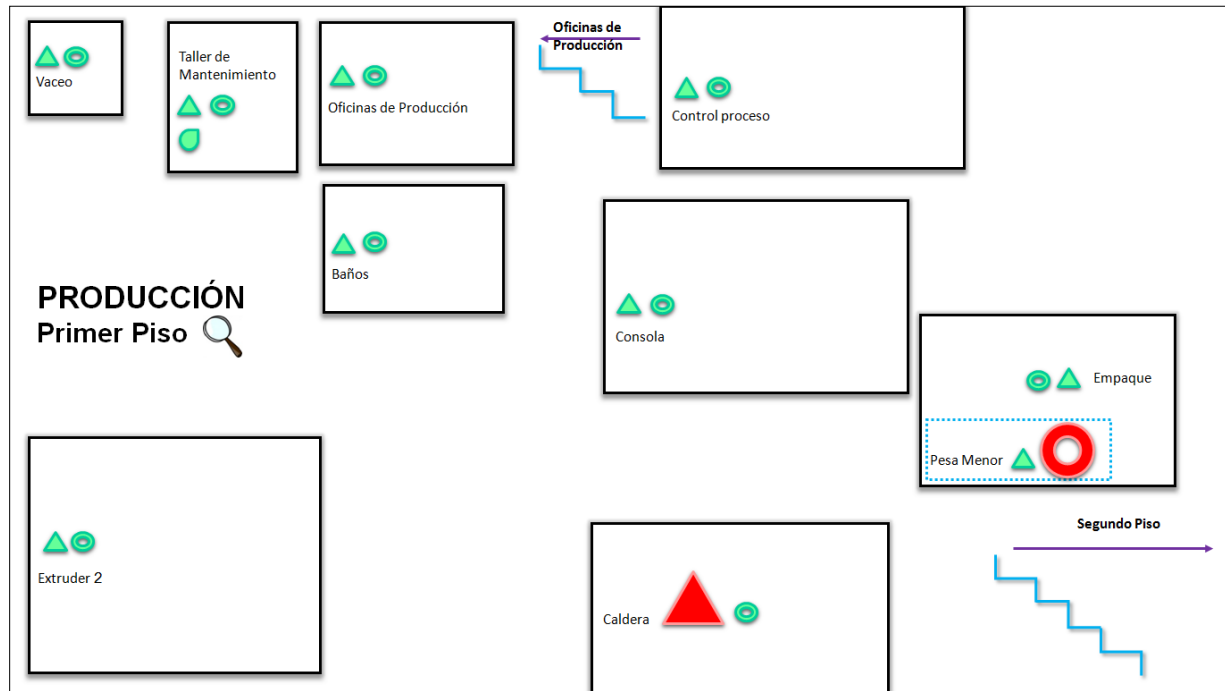 Vaceo
Taller de
Mantenimiento
Oficinas de Producción
Oficinas de
Producción
Control proceso
Baños
PRODUCCIÓN
Primer Piso
Consola
Empaque
Pesa Menor
Extruder 2
Segundo Piso
Caldera